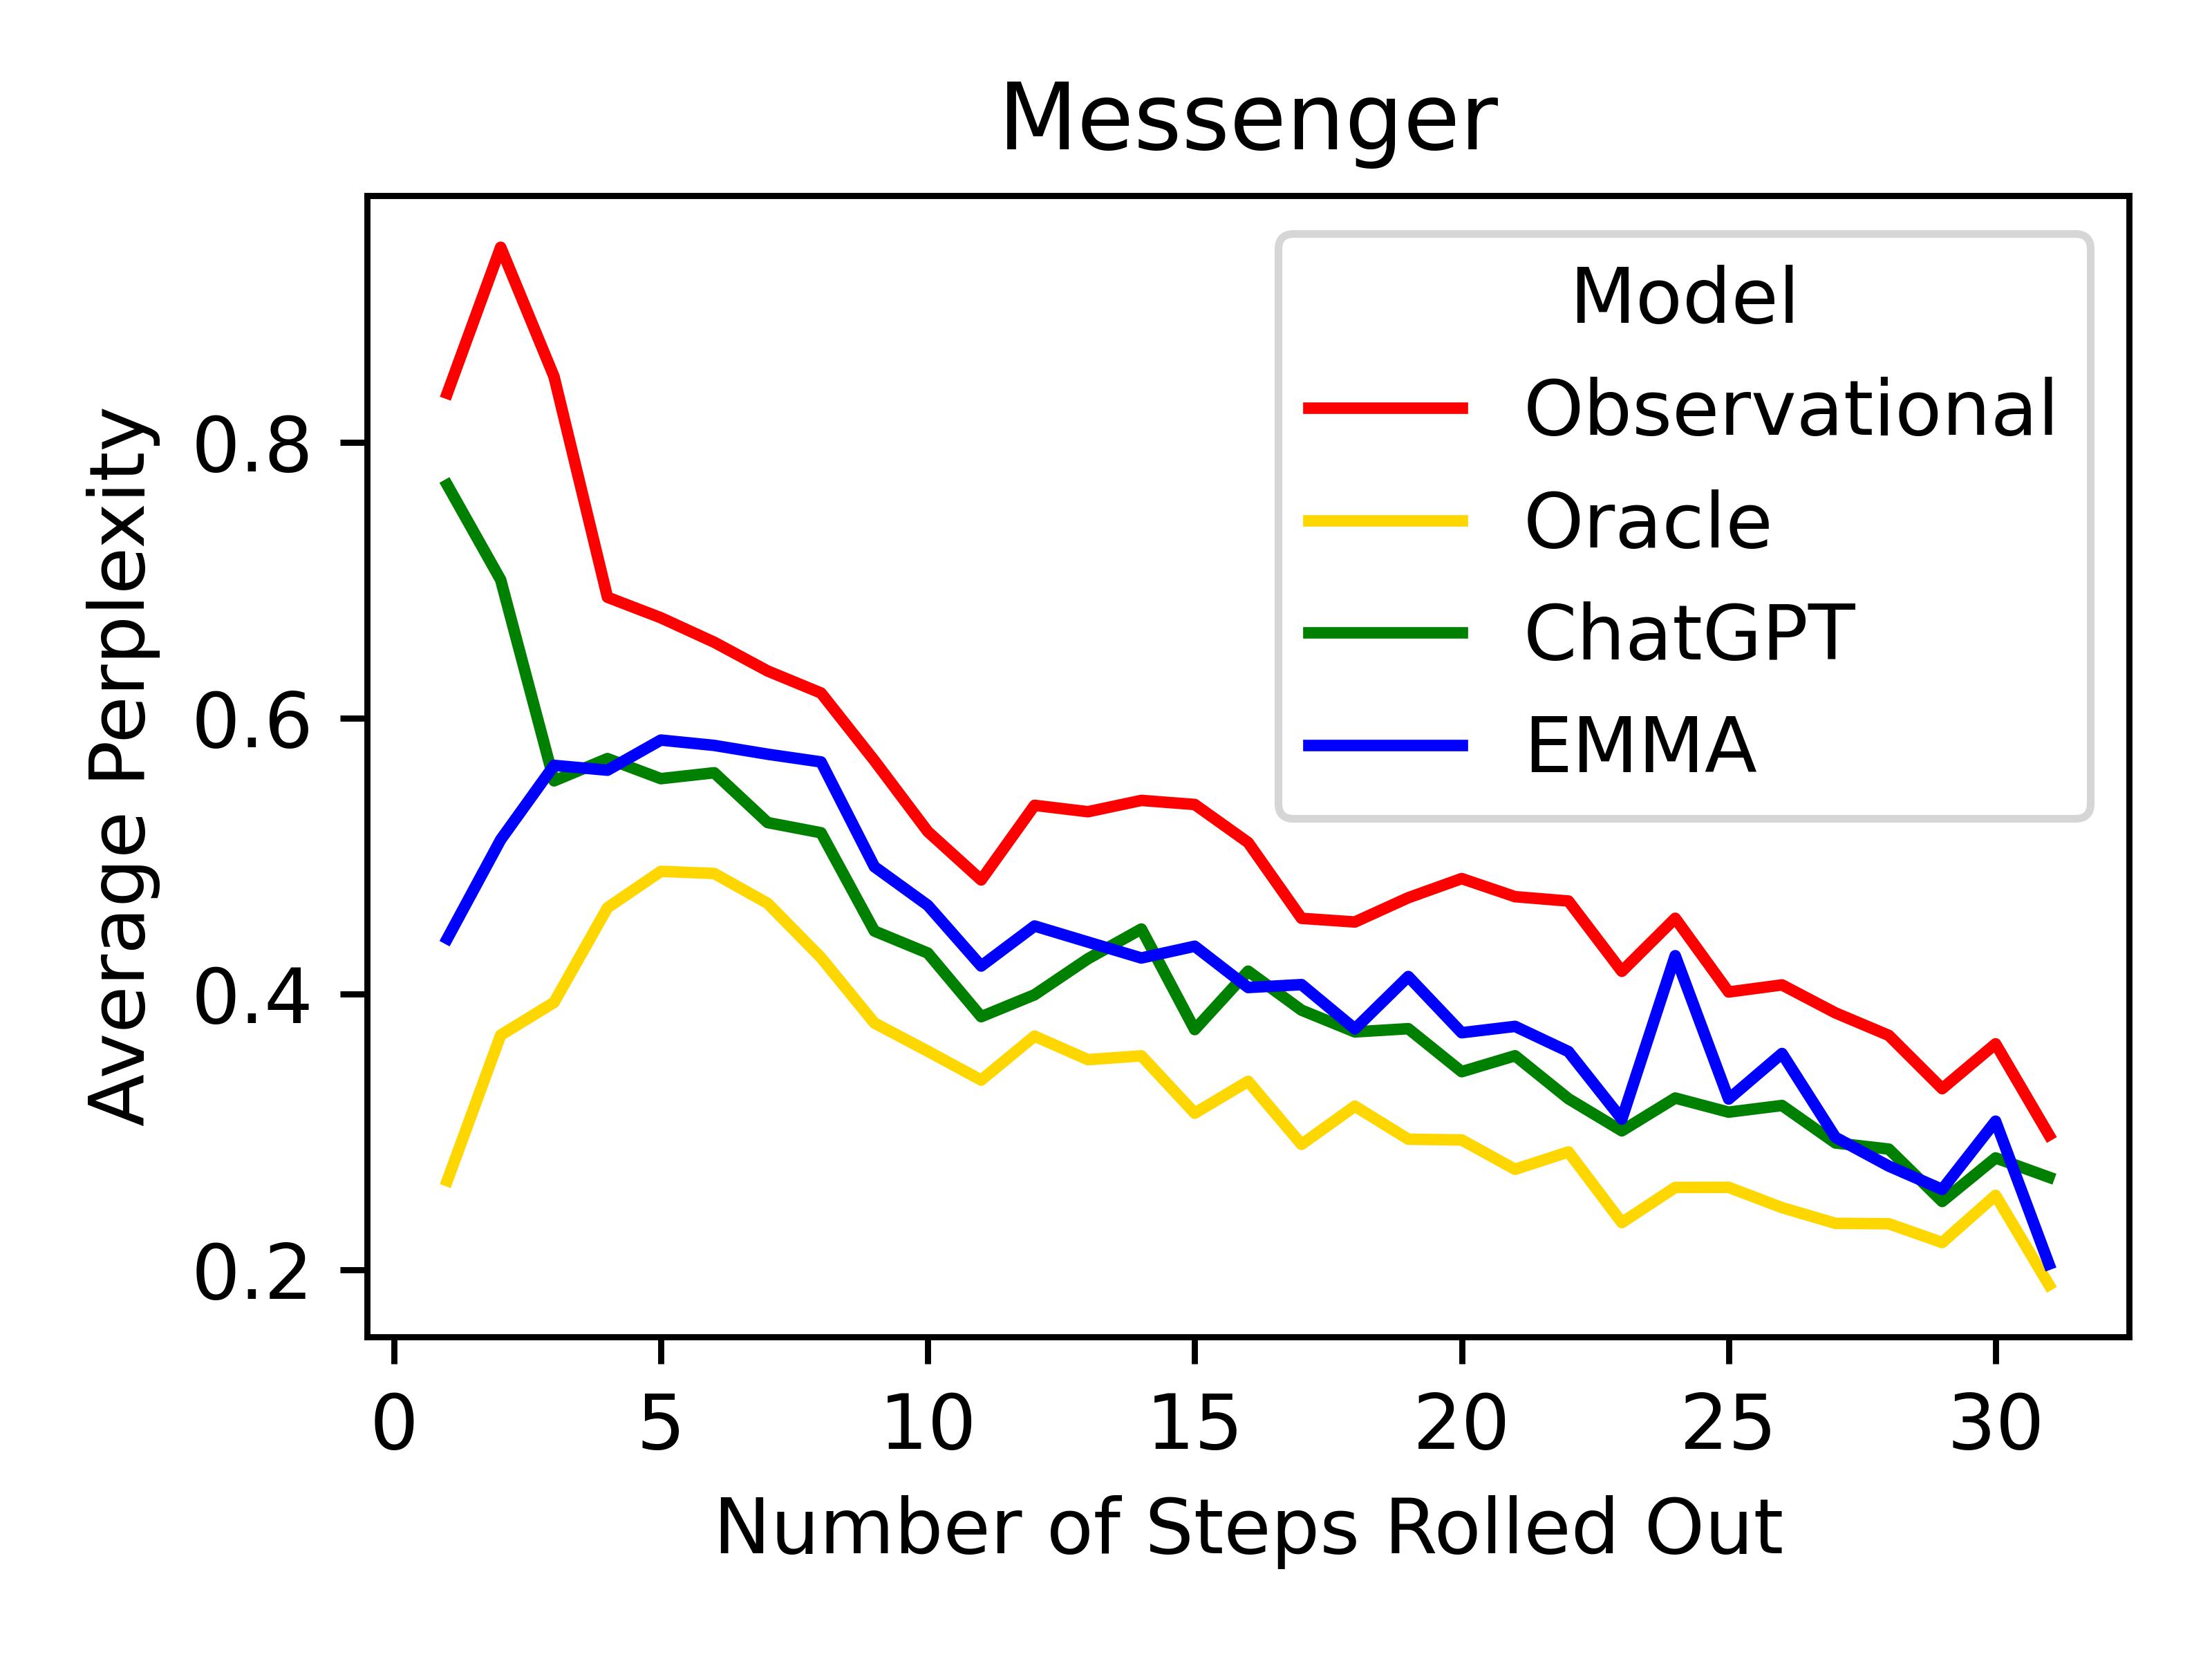 Messenger
Average Perplexity
0.8
0.6
0.4
0.2
Model
Observational
Oracle
ChatGPT
EMMA
0 5 10 15 20 25 30
Number of Steps Rolled Out